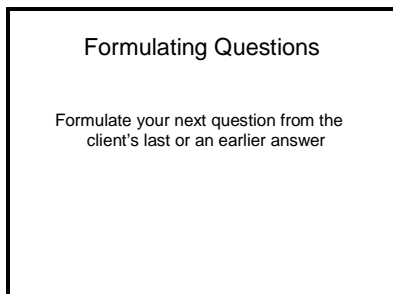 Formulating Questions
Formulate your next question from the
client's last or an earlier answer